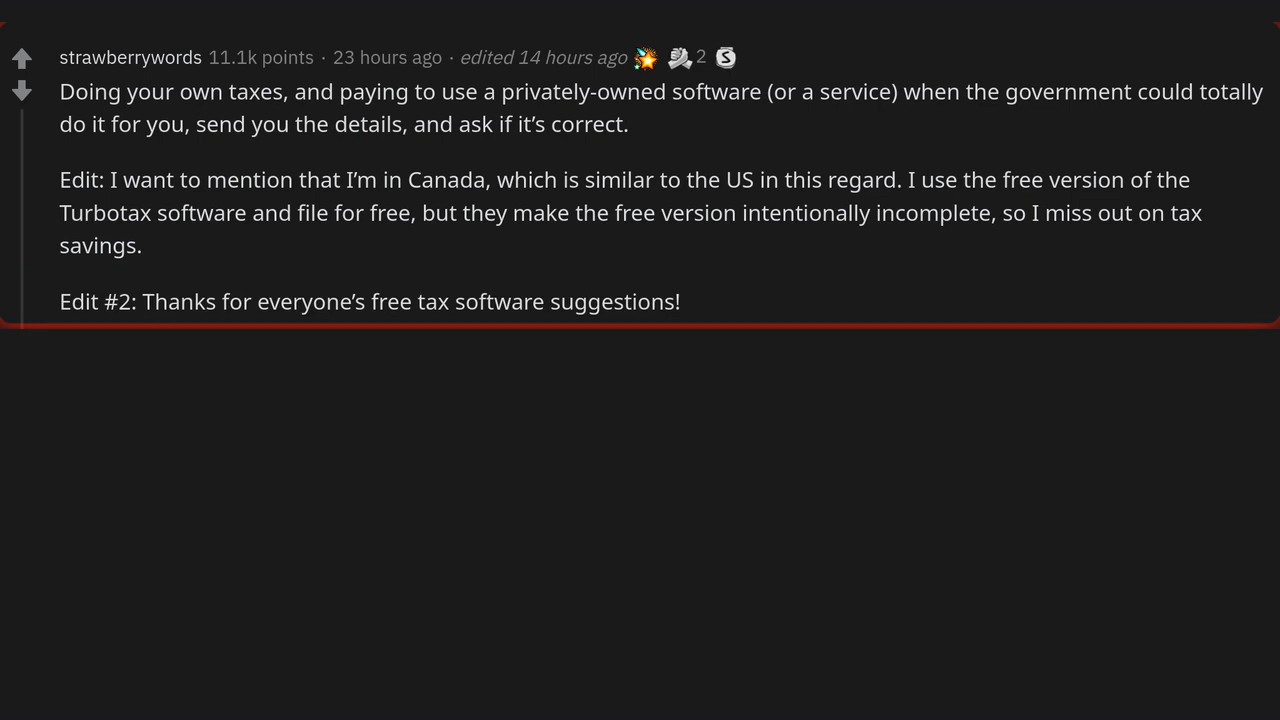 strawberrywords 11.1k points · 23 hours ago · edited 14 hours ago 2 S
Doing your own taxes, and paying to use a privately-owned software (or a service) when the government could totally
do it for you, send you the details, and ask if it’s correct.
Edit: I want to mention that I’m in Canada, which is similar to the US in this regard. I use the free version of the
Turbotax software and file for free, but they make the free version intentionally incomplete, so I miss out on tax
savings.
Edit #2: Thanks for everyone’s free tax software suggestions!